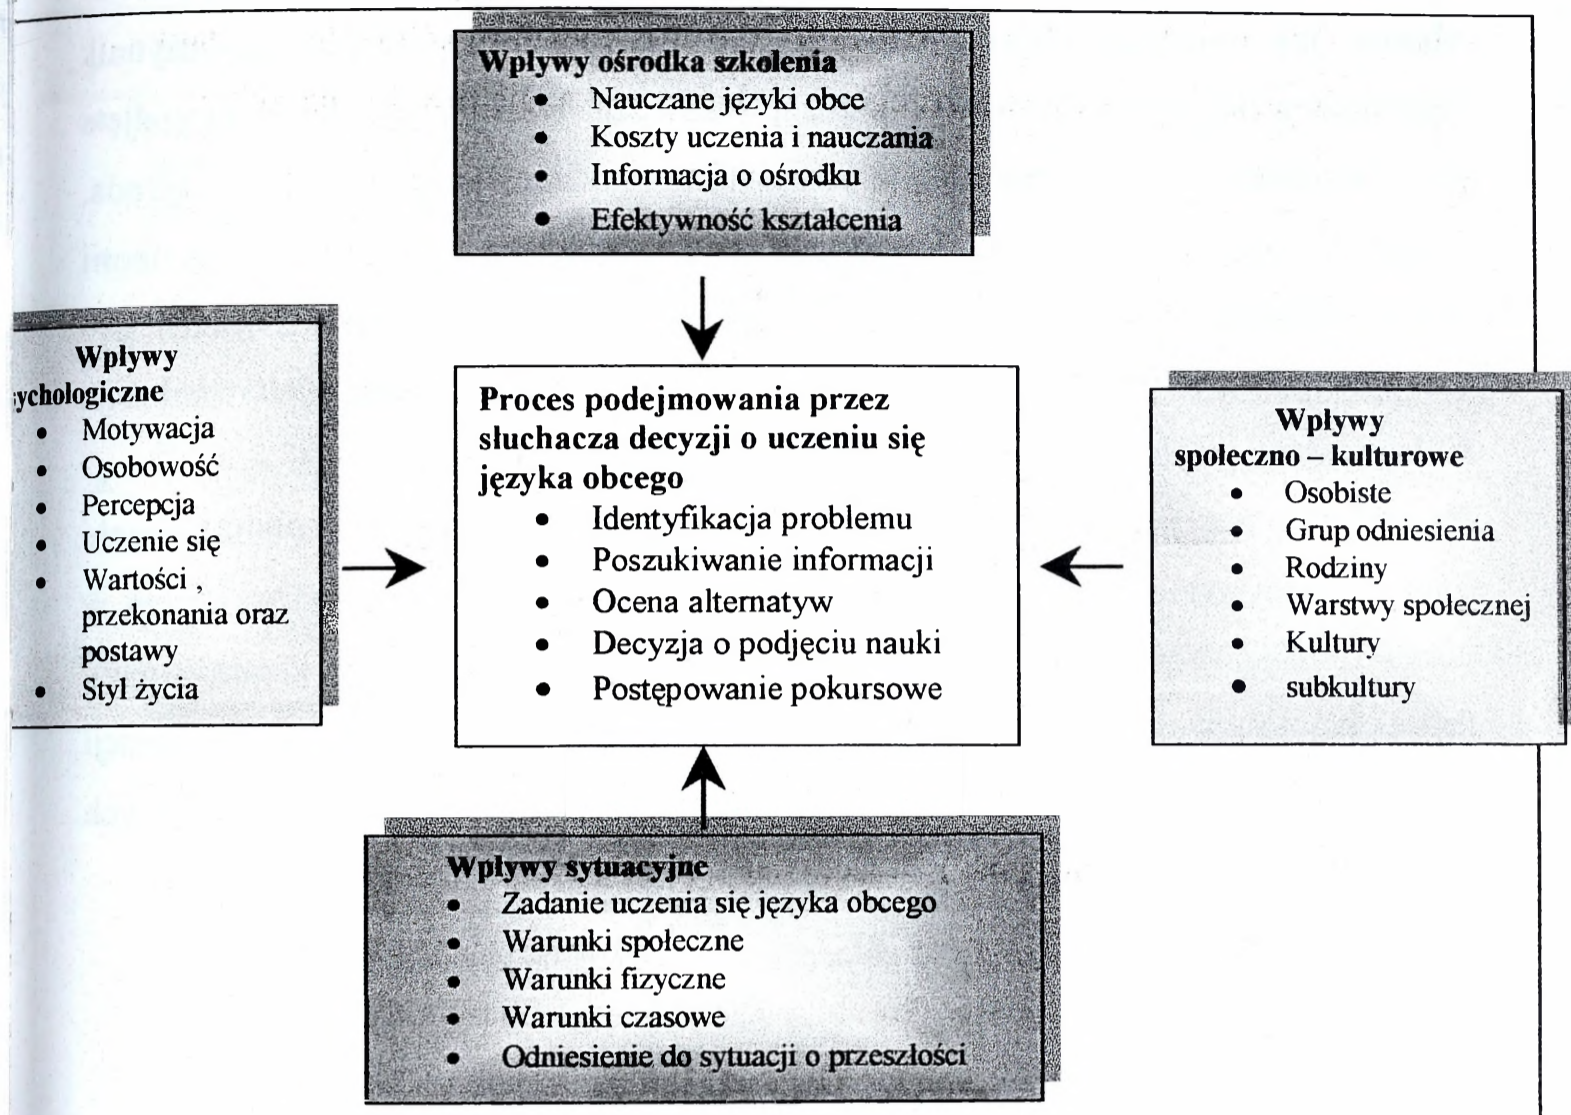 Wpływy ośrodka szkolenia
• Nauczane języki obce
• Koszty uczenia i nauczania
• Informacja o ośrodku
• Efektywność kształcenia
Wpływy
sychologiczne
• Motywacja
• Osobowość
• Percepcja
• Uczenie się
• Wartości ,
przekonania oraz
postawy
• Styl życia
Proces podejmowania przez
słuchacza decyzji o uczeniu się
języka obcego
• Identyfikacja problemu
• Poszukiwanie informacji
• Ocena alternatyw
• Decyzja o podjęciu nauki
• Postępowanie pokursowe
Wpływy
społeczno – kulturowe
• Osobiste
• Grup odniesienia
• Rodziny
• Warstwy społecznej
• Kultury
• subkultury
Wpływy sytuacyjne
• Zadanie uczenia się języka obcego
• Warunki społeczne
• Warunki fizyczne
• Warunki czasowe
• Odniesienie do sytuacji o przeszłości